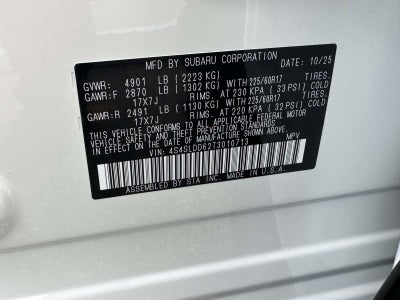 MFD BY SUBARU CORPORATION DATE: 10/25
GVWR: 4901 LB (2223 KG)
GAWR:F 2870 LB (1302 KG) WITH 225/60R17 TIRES.
17X7J RIMS. AT 230 KPA (33 PSI) COLD
GAWR:R 2491 LB (1130 KG) WITH 225/60R17 TIRES.
17X7J RIMS. AT 220 KPA (32 PSI) COLD
THIS VEHICLE CONFORMS TO ALL APPLICABLE FEDERAL MOTOR
VEHICLE SAFETY AND THEFT PREVENTION STANDARDS IN EFFECT ON THE DATE OF MANUFACTURE SHOWN ABOVE.
VIN: 4S4SLDD62T3010713 MPV
ASSEMBLED BY SIA INC. MADE IN U.S.A.